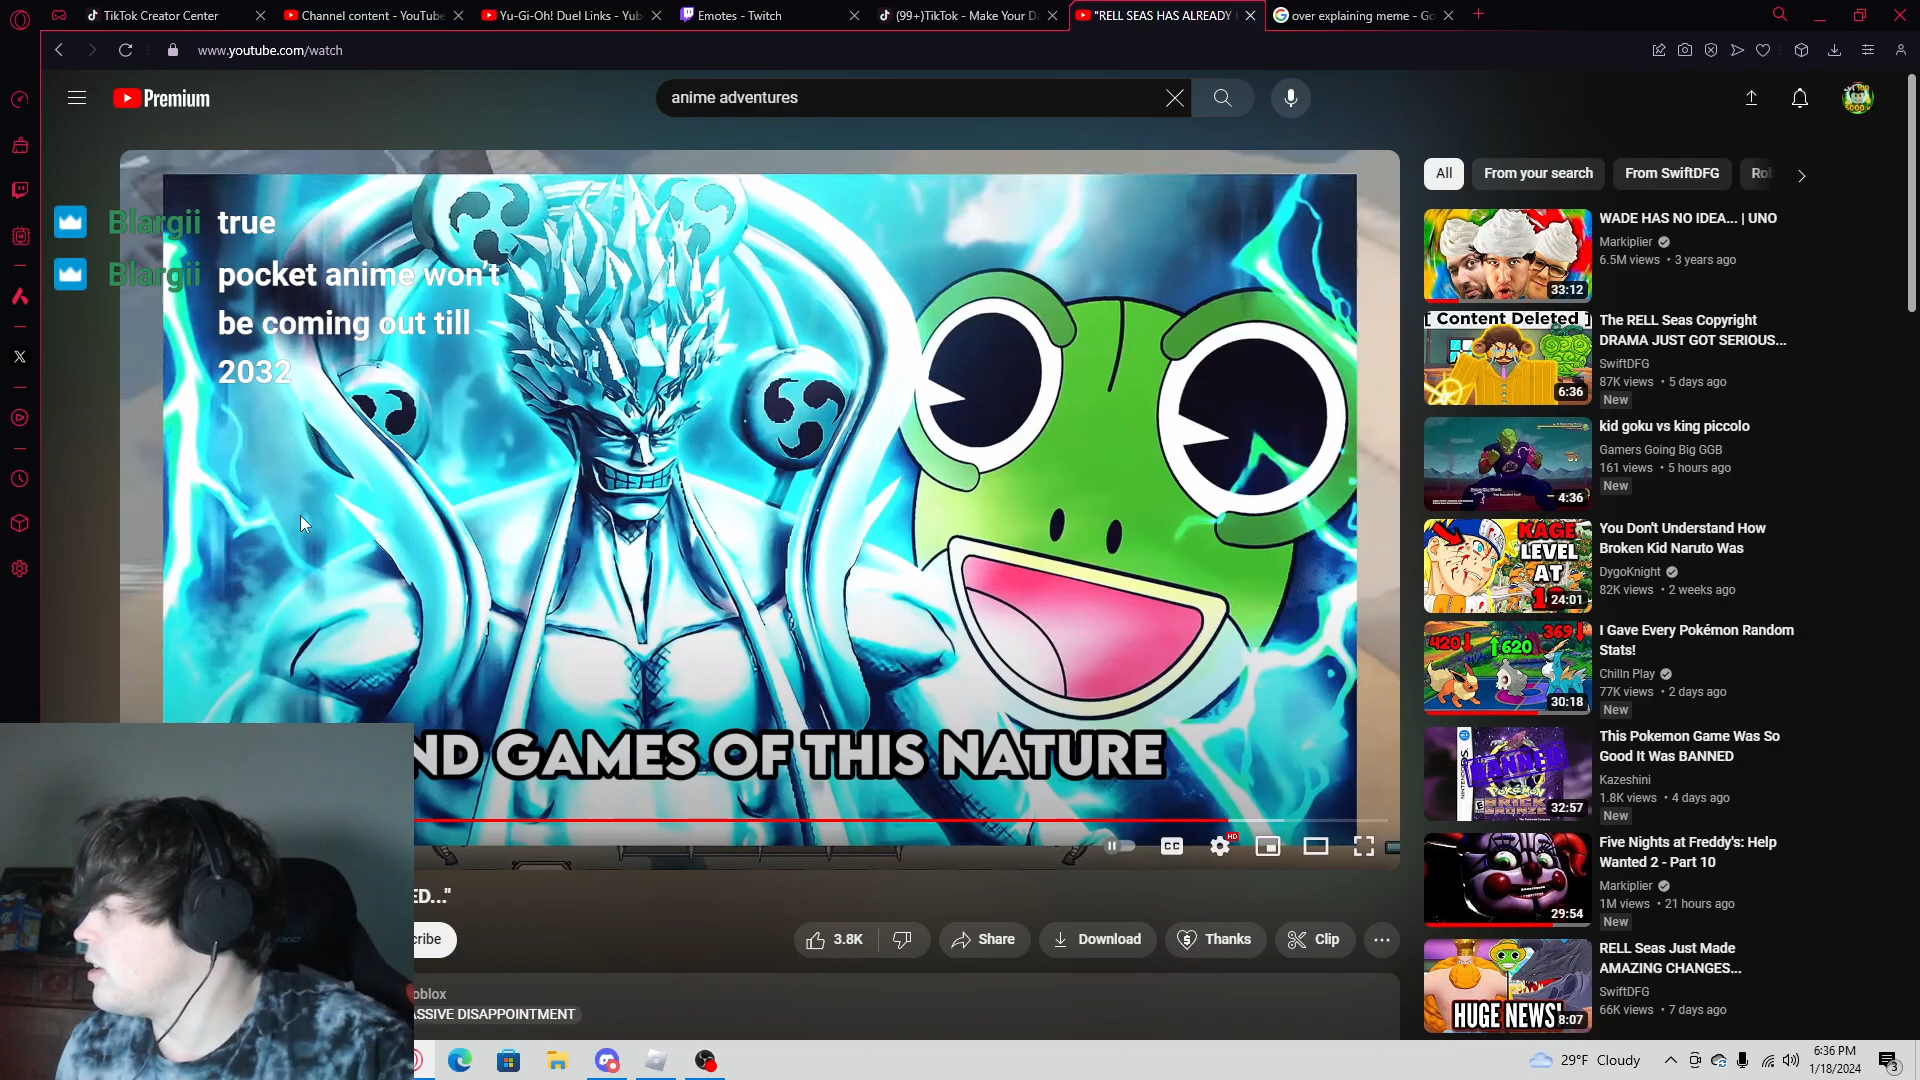 TikTok Creator Center
Channel content - YouTube
Yu-Gi-Oh! Duel Links - Yub
Emotes - Twitch
(99+)TikTok - Make Your D
"RELL SEAS HAS ALREADY
over explaining meme - Go
www.youtube.com/watch
Premium
anime adventures
Blargii true
Blargii pocket anime won't
be coming out till
2032
ND GAMES OF THIS NATURE
HD
CC
ED..."
cribe
3.8K
Share
Download
Thanks
Clip
oblox
ASSIVE DISAPPOINTMENT
All
From your search
From SwiftDFG
Rob
33:12
WADE HAS NO IDEA... | UNO
Markiplier
6.5M views • 3 years ago
[ Content Deleted ]
6:36
The RELL Seas Copyright
DRAMA JUST GOT SERIOUS...
SwiftDFG
87K views • 5 days ago
New
4:36
kid goku vs king piccolo
Gamers Going Big GGB
161 views • 5 hours ago
New
KAGE
LEVEL
AT
24:01
You Don't Understand How
Broken Kid Naruto Was
DygoKnight
82K views • 2 weeks ago
420
620
369
30:18
I Gave Every Pokémon Random
Stats!
Chilln Play
77K views • 2 days ago
New
BANNED
32:57
This Pokemon Game Was So
Good It Was BANNED
Kazeshini
1.8K views • 4 days ago
New
29:54
Five Nights at Freddy's: Help
Wanted 2 - Part 10
Markiplier
1M views • 21 hours ago
New
HUGE NEWS!
8:07
RELL Seas Just Made
AMAZING CHANGES...
SwiftDFG
66K views • 7 days ago
29°F Cloudy
6:36 PM
1/18/2024
3